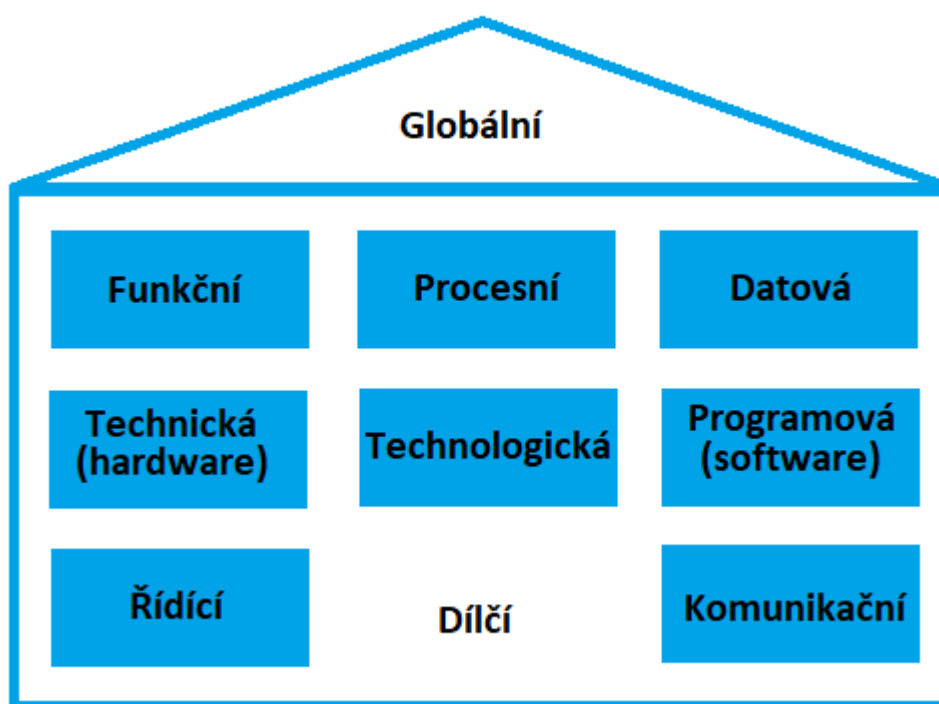 Globální
Funkční
Procesní
Datová
Technická
(hardware)
Technologická
Programová
(software)
Řídící
Dílčí
Komunikační